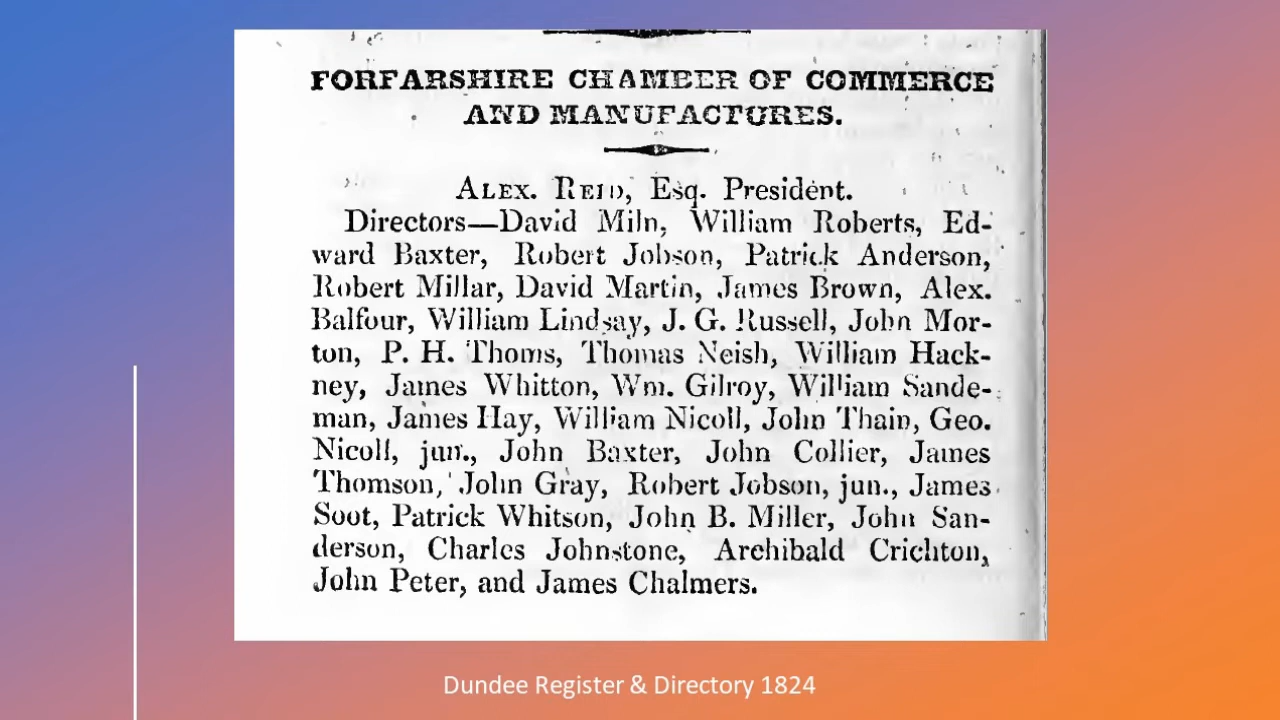 FORFARSHIRE CHAMBER OF COMMERCE
AND MANUFACTURES.
ALEX. REID, Esq. President.
Directors—David Miln, William Roberts, Ed-
ward Baxter, Robert Jobson, Patrick Anderson,
Robert Millar, David Martin, James Brown, Alex.
Balfour, William Lindsay, J. G. Russell, John Mor-
ton, P. H. Thoms, Thomas Neish, William Hack-
ney, James Whitton, Wm. Gilroy, William Sande-
man, James Hay, William Nicoll, John Thain, Geo.
Nicoll, jun., John Baxter, John Collier, James
Thomson, John Gray, Robert Jobson, jun., James
Soot, Patrick Whitson, John B. Miller, John San-
derson, Charles Johnstone, Archibald Crichton,
John Peter, and James Chalmers.
Dundee Register & Directory 1824